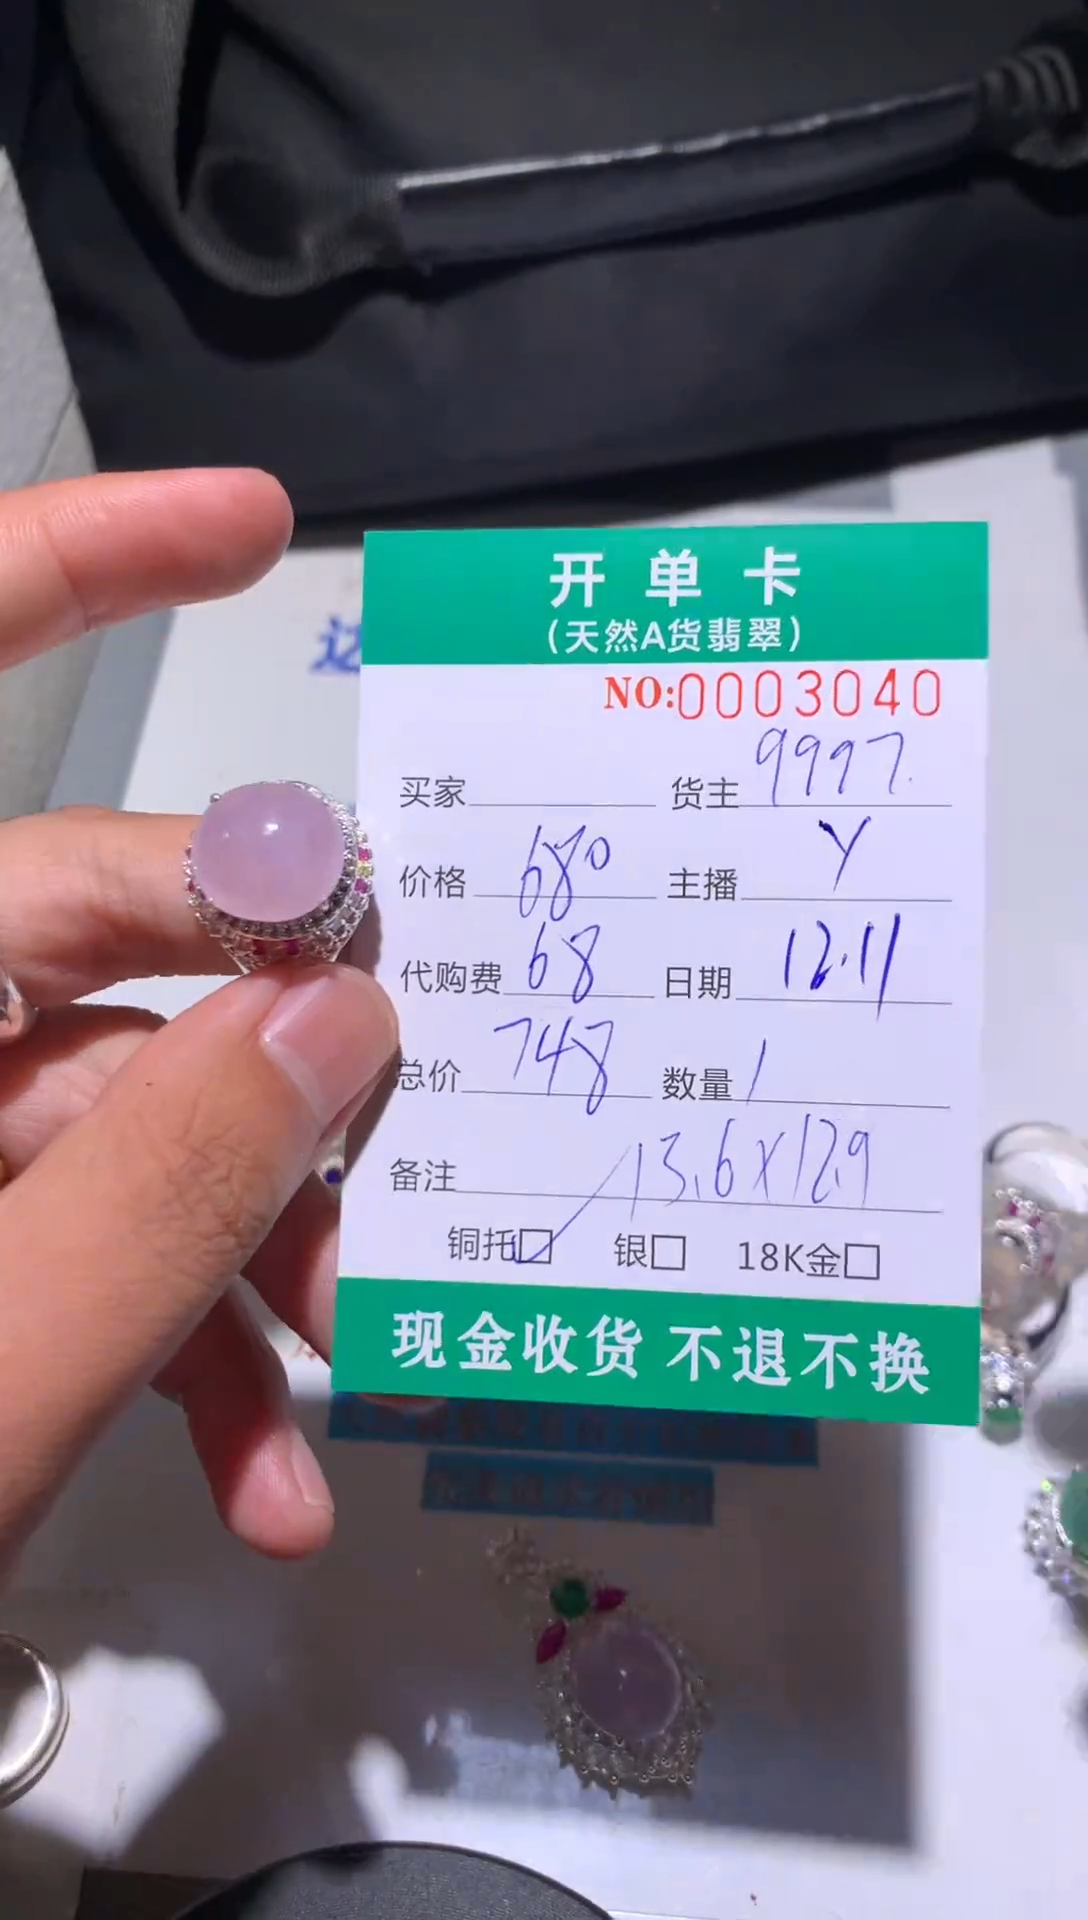 开单卡
(天然A货翡翠)
NO:0003040
买家 货主 9997.
价格 680 主播 Y
代购费 68 日期 12.11
总价 748 数量 1
备注 13.6X12.9
铜托☑ 银□ 18K金□
现金收货 不退不换